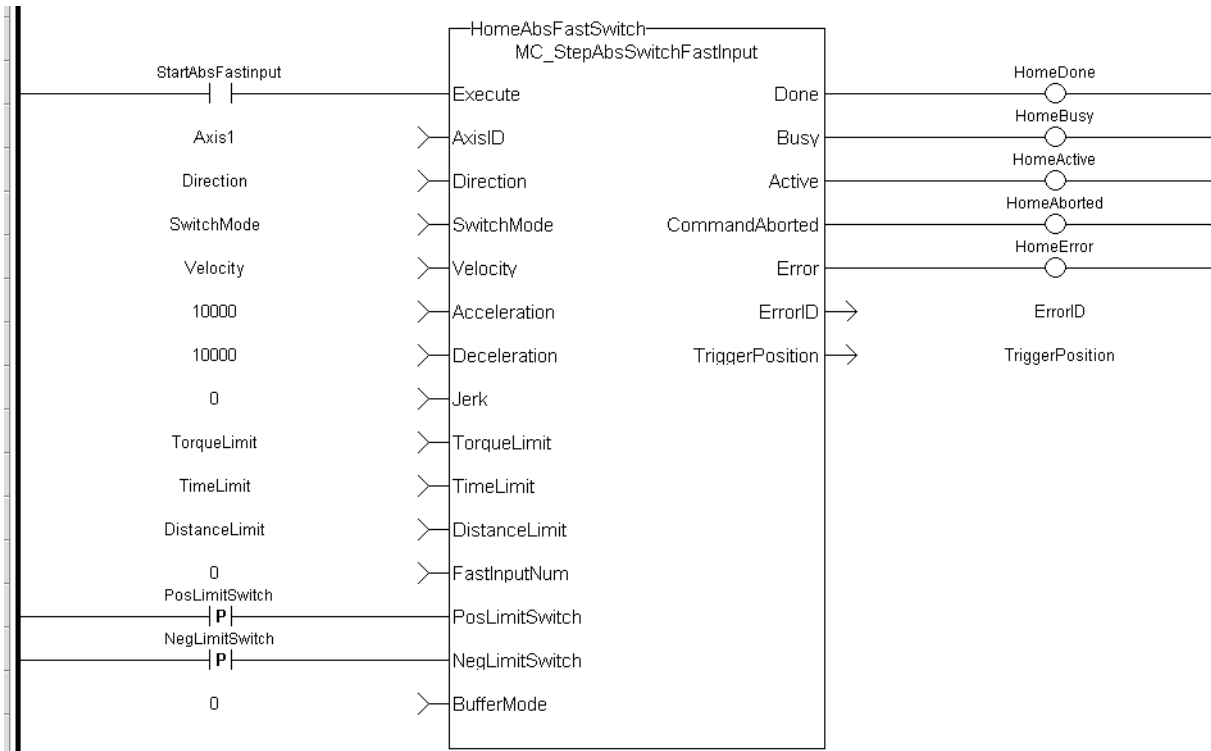 HomeAbsFastSwitch
MC_StepAbsSwitchFastInput
StartAbsFastinput Execute Done HomeDone
Axis1 AxisID Busy HomeBusy
Direction Direction Active HomeActive
SwitchMode SwitchMode CommandAborted HomeAborted
Velocity Velocity Error HomeError
10000 Acceleration ErrorID ErrorID
10000 Deceleration TriggerPosition TriggerPosition
0 Jerk
TorqueLimit TorqueLimit
TimeLimit TimeLimit
DistanceLimit DistanceLimit
0 FastInputNum
PosLimitSwitch P PosLimitSwitch
NegLimitSwitch P NegLimitSwitch
0 BufferMode